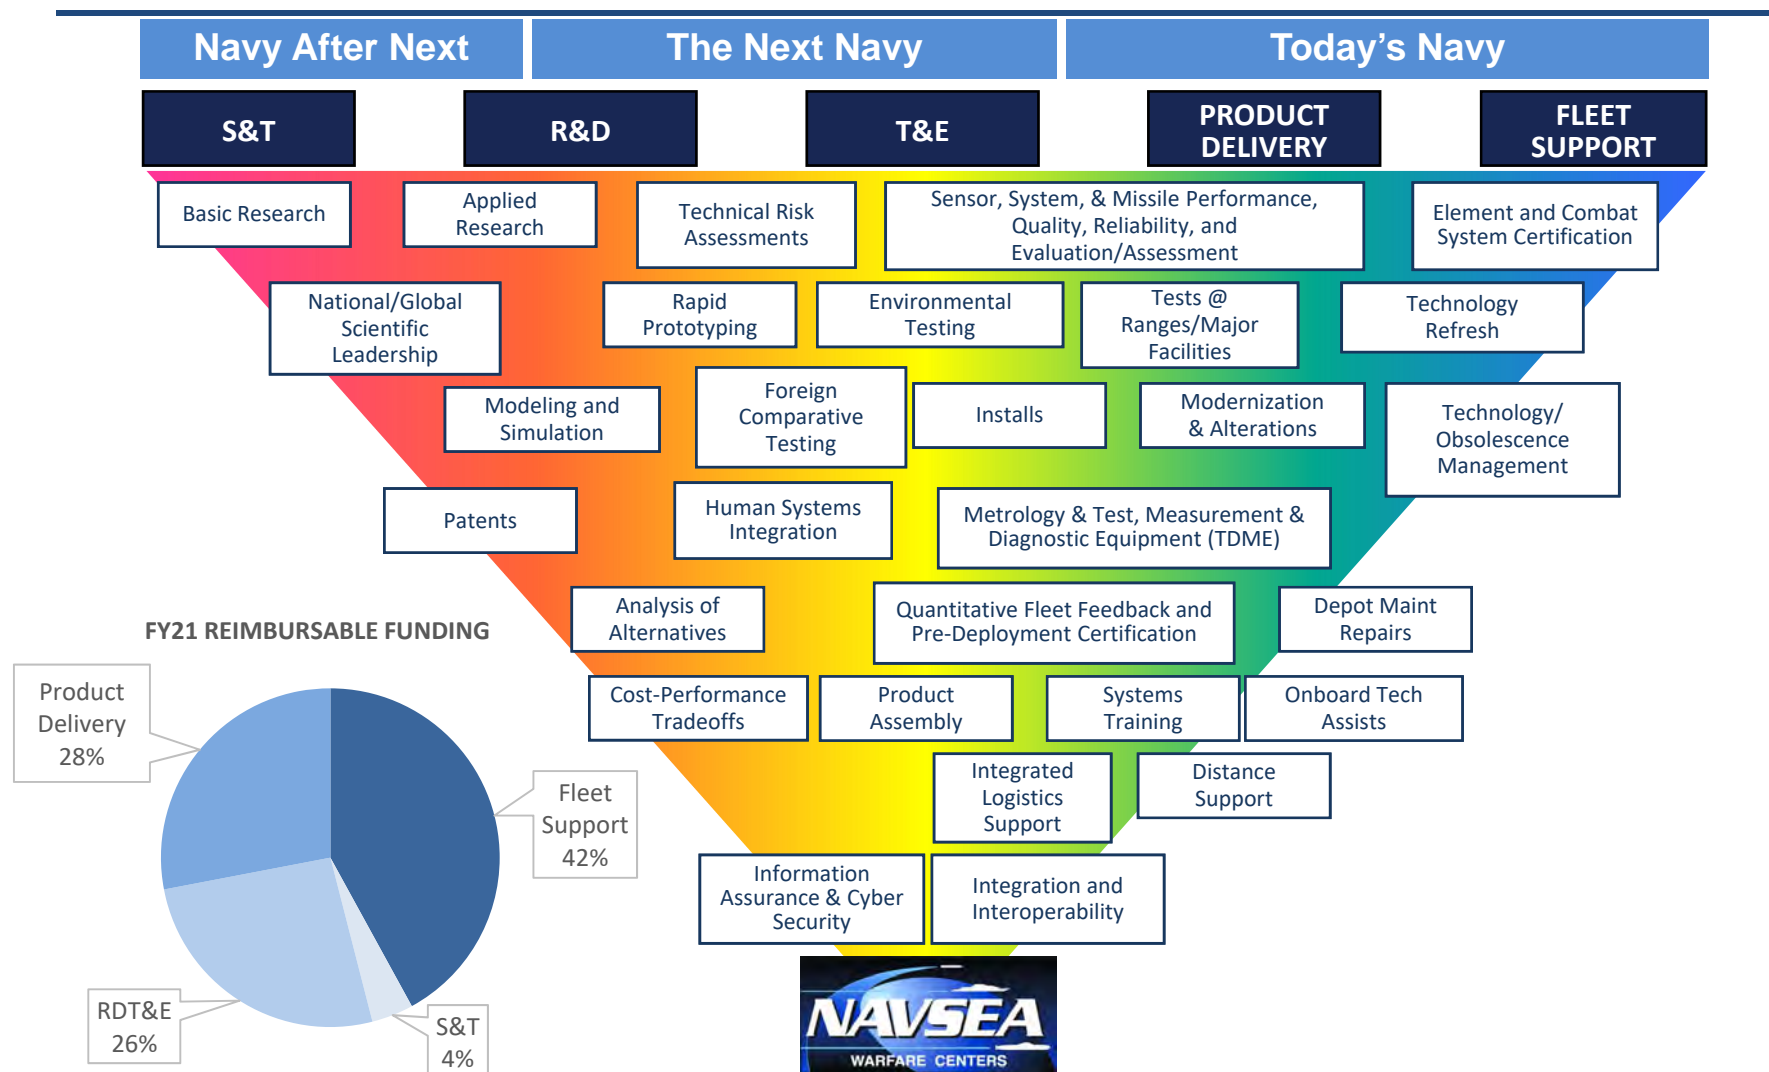 Navy After Next
The Next Navy
Today’s Navy
S&T
R&D
T&E
PRODUCT
DELIVERY
FLEET
SUPPORT
Basic Research
Applied
Research
Technical Risk
Assessments
Sensor, System, & Missile Performance,
Quality, Reliability, and
Evaluation/Assessment
Element and Combat
System Certification
National/Global
Scientific
Leadership
Rapid
Prototyping
Environmental
Testing
Tests @
Ranges/Major
Facilities
Technology
Refresh
Modeling and
Simulation
Foreign
Comparative
Testing
Installs
Modernization
& Alterations
Technology/
Obsolescence
Management
Patents
Human Systems
Integration
Metrology & Test, Measurement &
Diagnostic Equipment (TDME)
Analysis of
Alternatives
Quantitative Fleet Feedback and
Pre-Deployment Certification
Depot Maint
Repairs
Cost-Performance
Tradeoffs
Product
Assembly
Systems
Training
Onboard Tech
Assists
Integrated
Logistics
Support
Distance
Support
Information
Assurance & Cyber
Security
Integration and
Interoperability
NAVSEA
WARFARE CENTERS
FY21 REIMBURSABLE FUNDING
Product
Delivery
28%
Fleet
Support
42%
RDT&E
26%
S&T
4%